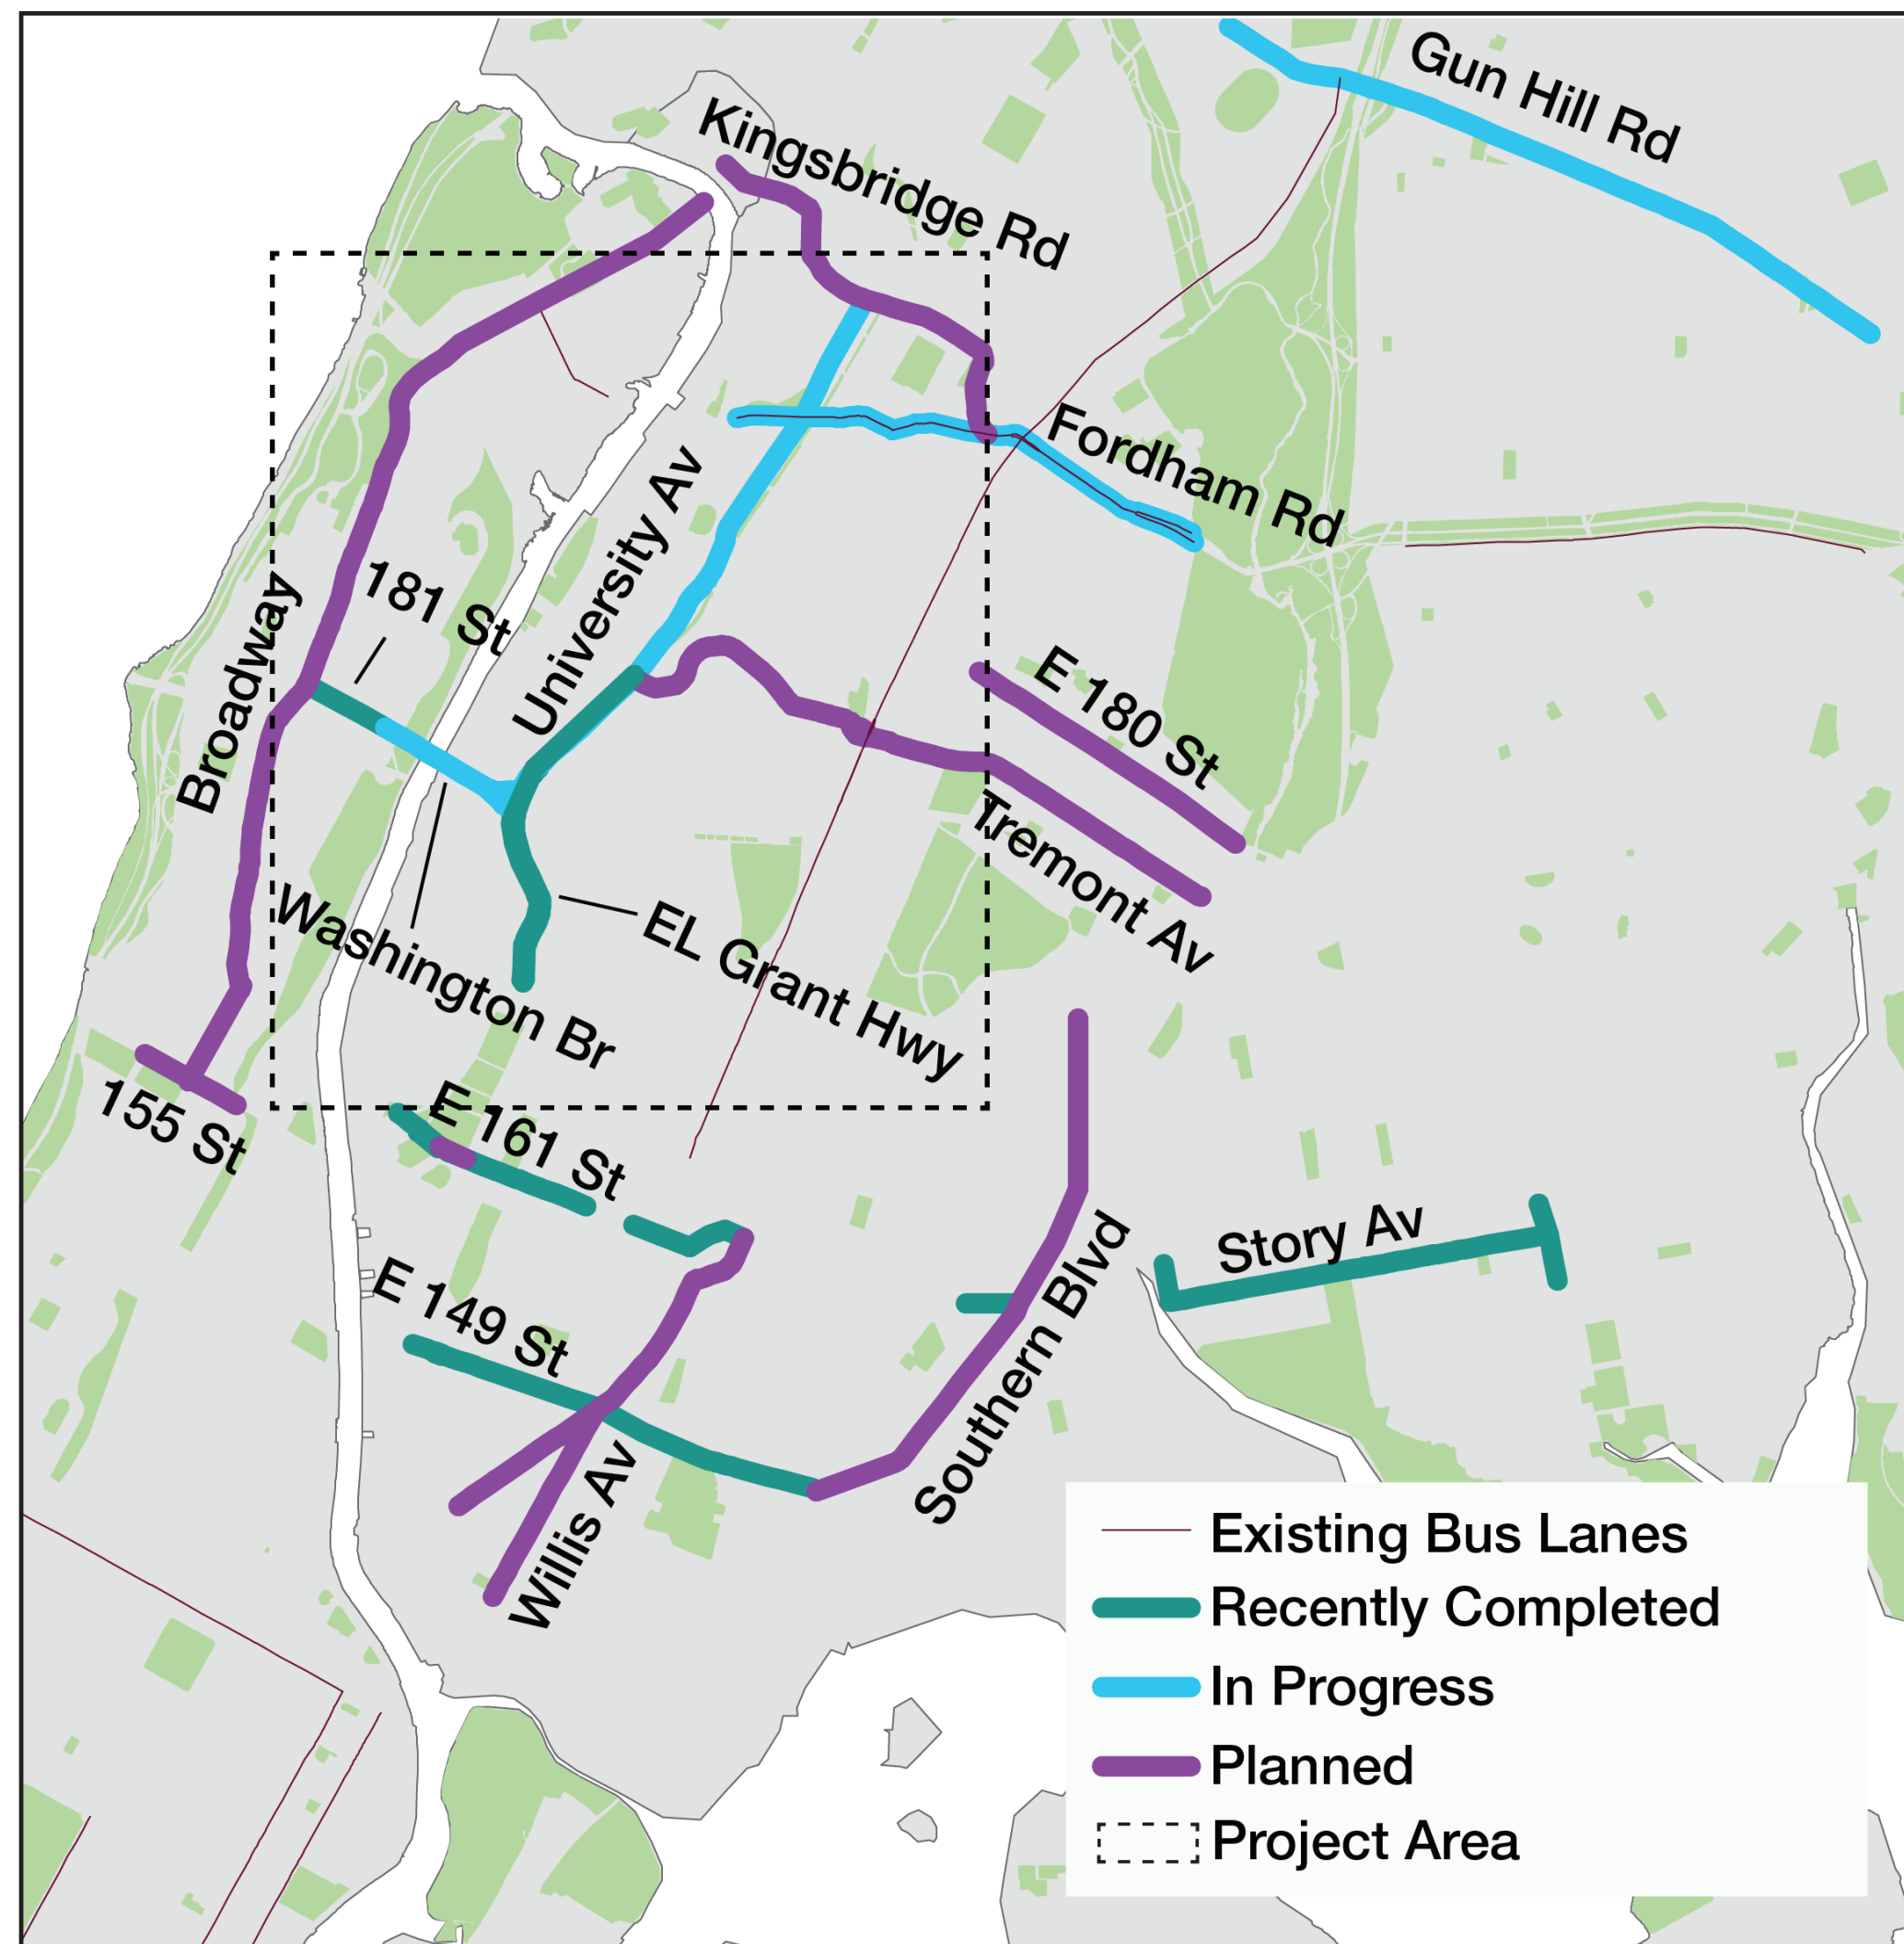 Gun Hill Rd
Kingsbridge Rd
Fordham Rd
University Av
181 St
Broadway
E 180 St
Tremont Av
Washington Br
EL Grant Hwy
155 St
E 161 St
Story Av
E 149 St
Southern Blvd
Willis Av
Existing Bus Lanes
Recently Completed
In Progress
Planned
Project Area